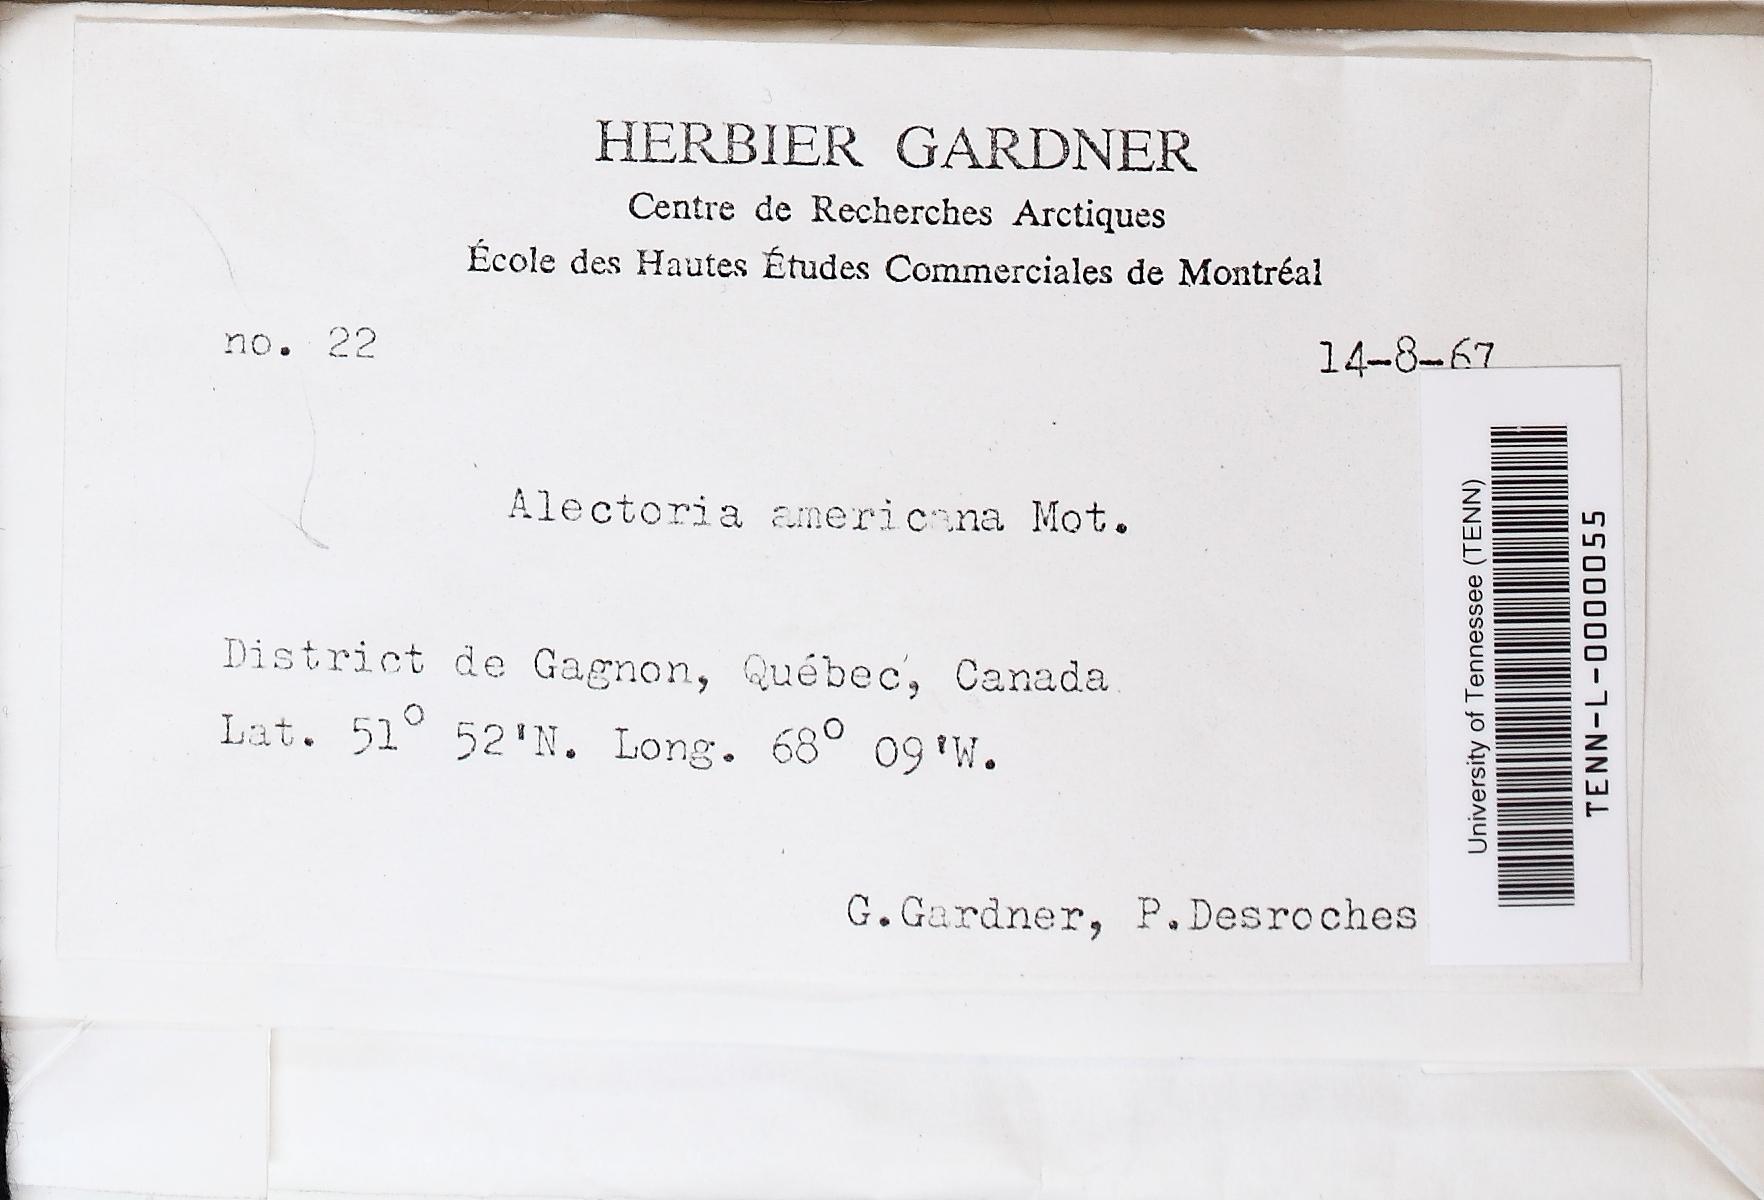 HERBIER GARDNER
Centre de Recherches Arctiques
École des Hautes Études Commerciales de Montréal
no. 22
14-8-67
Alectoria americana Mot.
District de Gagnon, Québec, Canada
Lat. 51° 52'N. Long. 68° 09'W.
G.Gardner, P.Desroches
University of Tennessee (TENN)
TENN-L-0000055